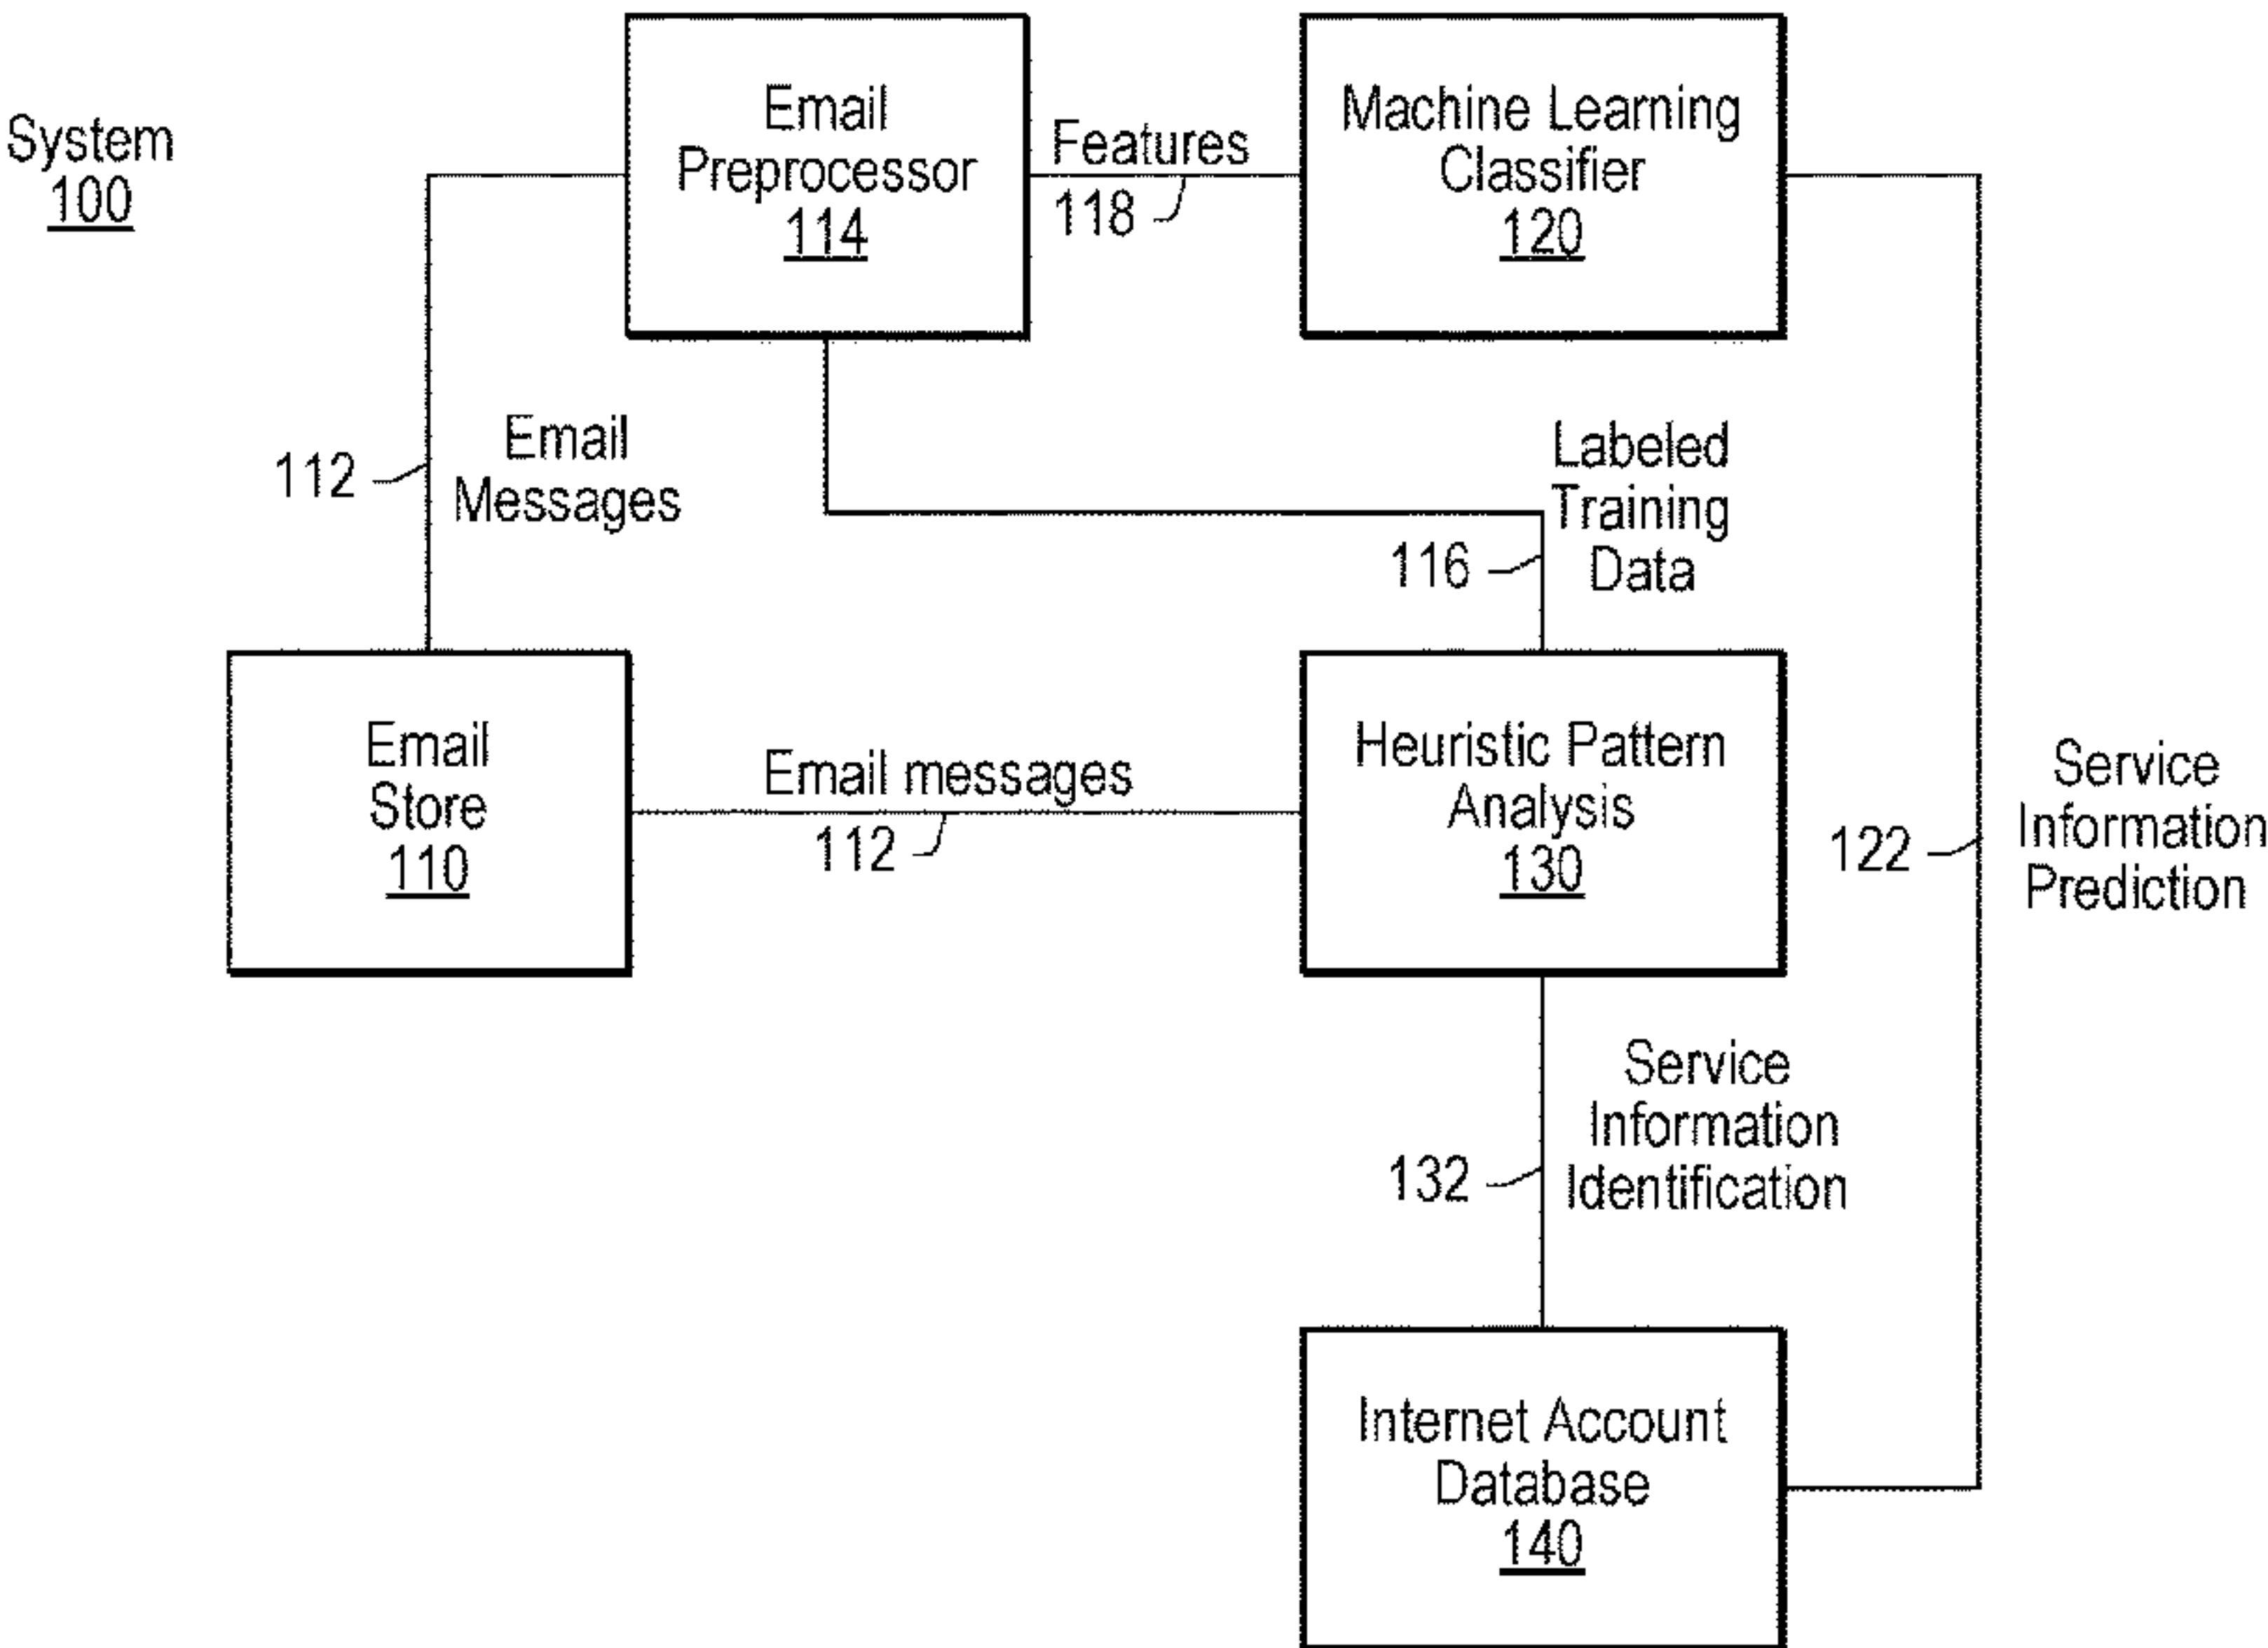 System
100
Email
Preprocessor
114
Features
118
Machine Learning
Classifier
120
112
Email
Messages
Labeled
Training
Data
116
Email
Store
110
Email messages
112
Heuristic Pattern
Analysis
130
122
Service
Information
Prediction
132
Service
Information
Identification
Internet Account
Database
140